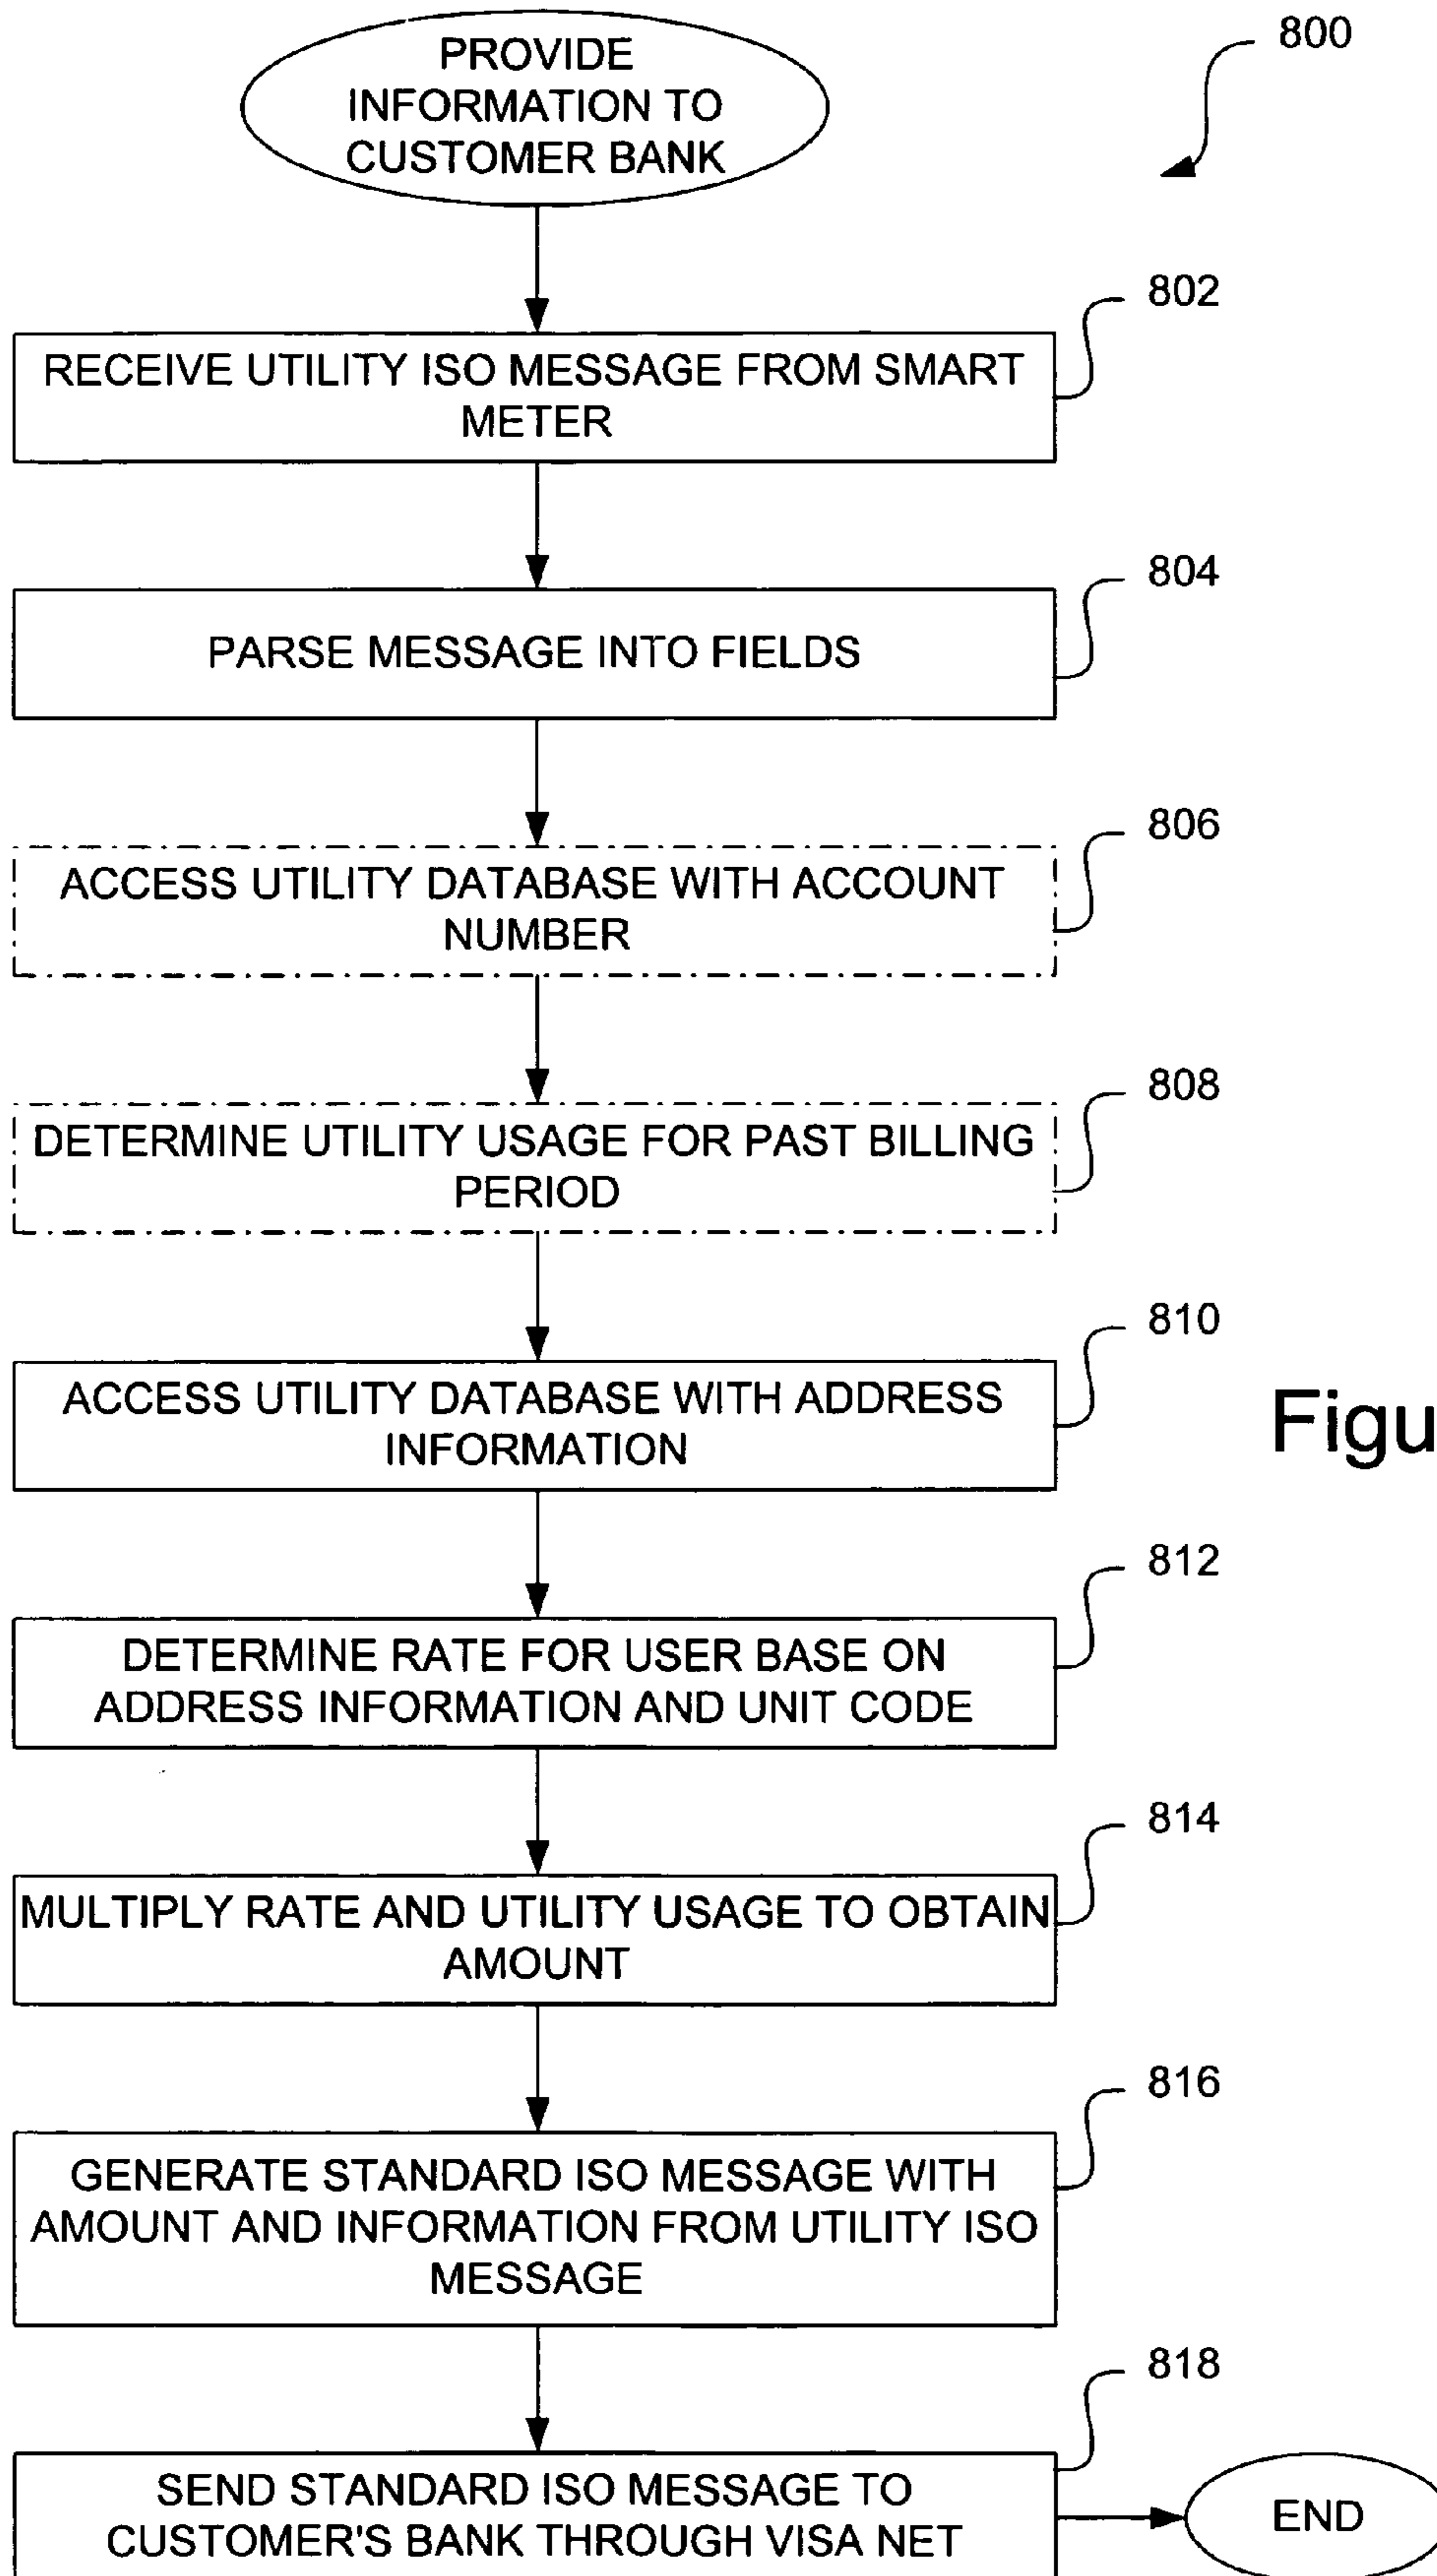 PROVIDE
INFORMATION TO
CUSTOMER BANK
800
802
RECEIVE UTILITY ISO MESSAGE FROM SMART
METER
804
PARSE MESSAGE INTO FIELDS
806
ACCESS UTILITY DATABASE WITH ACCOUNT
NUMBER
808
DETERMINE UTILITY USAGE FOR PAST BILLING
PERIOD
810
ACCESS UTILITY DATABASE WITH ADDRESS
INFORMATION
Figu
812
DETERMINE RATE FOR USER BASE ON
ADDRESS INFORMATION AND UNIT CODE
814
MULTIPLY RATE AND UTILITY USAGE TO OBTAIN
AMOUNT
816
GENERATE STANDARD ISO MESSAGE WITH
AMOUNT AND INFORMATION FROM UTILITY ISO
MESSAGE
818
SEND STANDARD ISO MESSAGE TO
CUSTOMER'S BANK THROUGH VISA NET
END